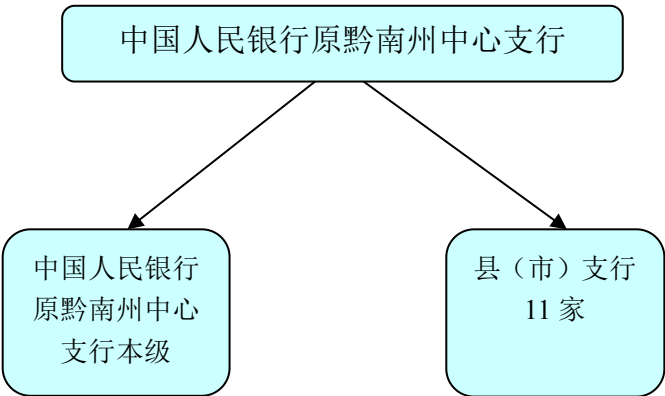 中国人民银行原黔南州中心支行
中国人民银行
原黔南州中心
支行本级
县（市）支行
11 家